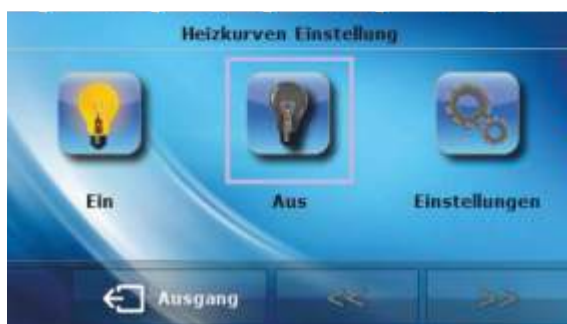 Heizkurven Einstellung
Ein Aus Einstellungen
Ausgang << >>